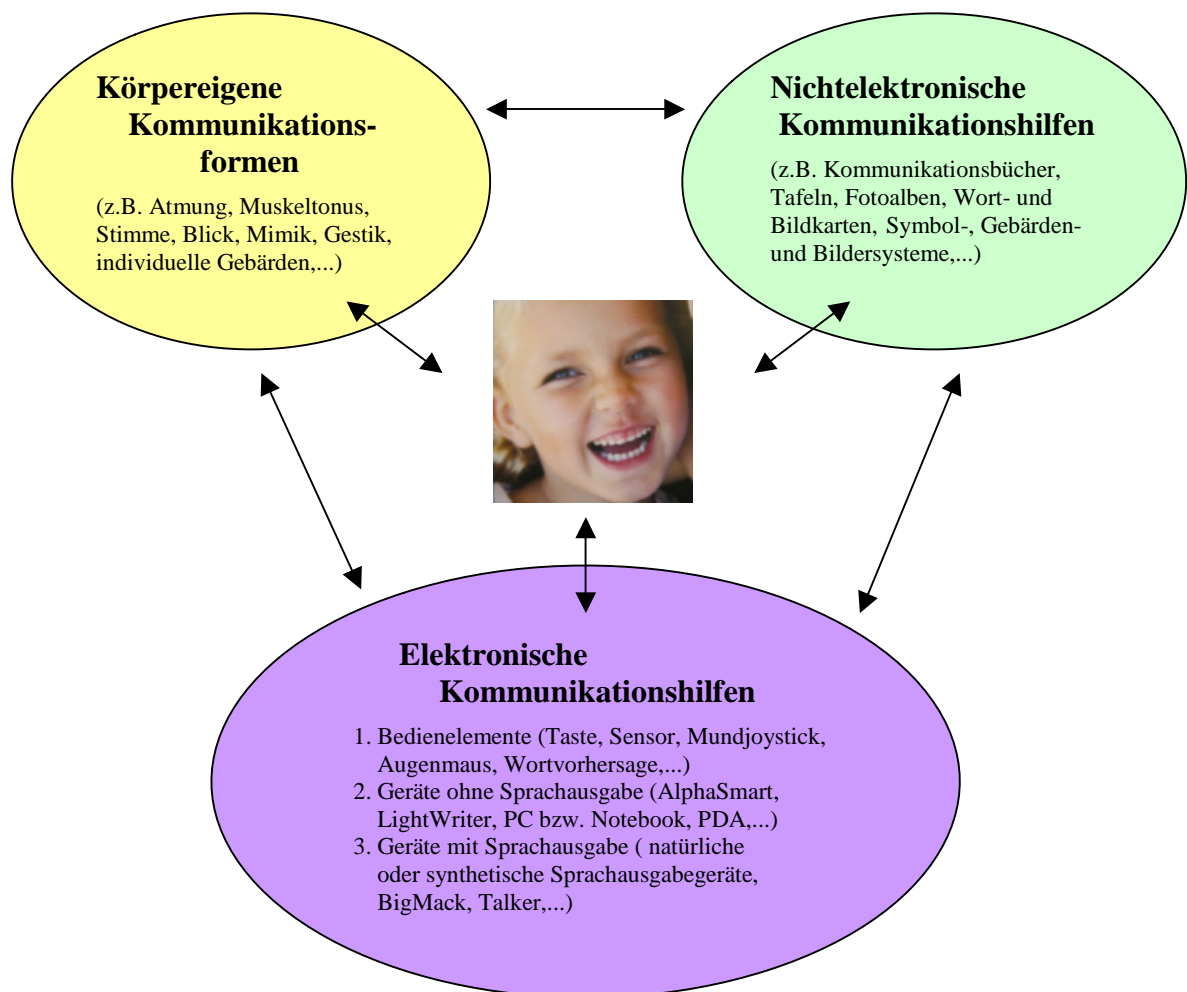 Körpereigene
Kommunikations-
formen
(z.B. Atmung, Muskeltonus,
Stimme, Blick, Mimik, Gestik,
individuelle Gebärden,...)
Nichtelektronische
Kommunikationshilfen
(z.B. Kommunikationsbücher,
Tafeln, Fotoalben, Wort- und
Bildkarten, Symbol-, Gebärden-
und Bildersysteme,...)
Elektronische
Kommunikationshilfen
1. Bedienelemente (Taste, Sensor, Mundjoystick,
Augenmaus, Wortvorhersage,...)
2. Geräte ohne Sprachausgabe (AlphaSmart,
LightWriter, PC bzw. Notebook, PDA,...)
3. Geräte mit Sprachausgabe ( natürliche
oder synthetische Sprachausgabegeräte,
BigMack, Talker,...)